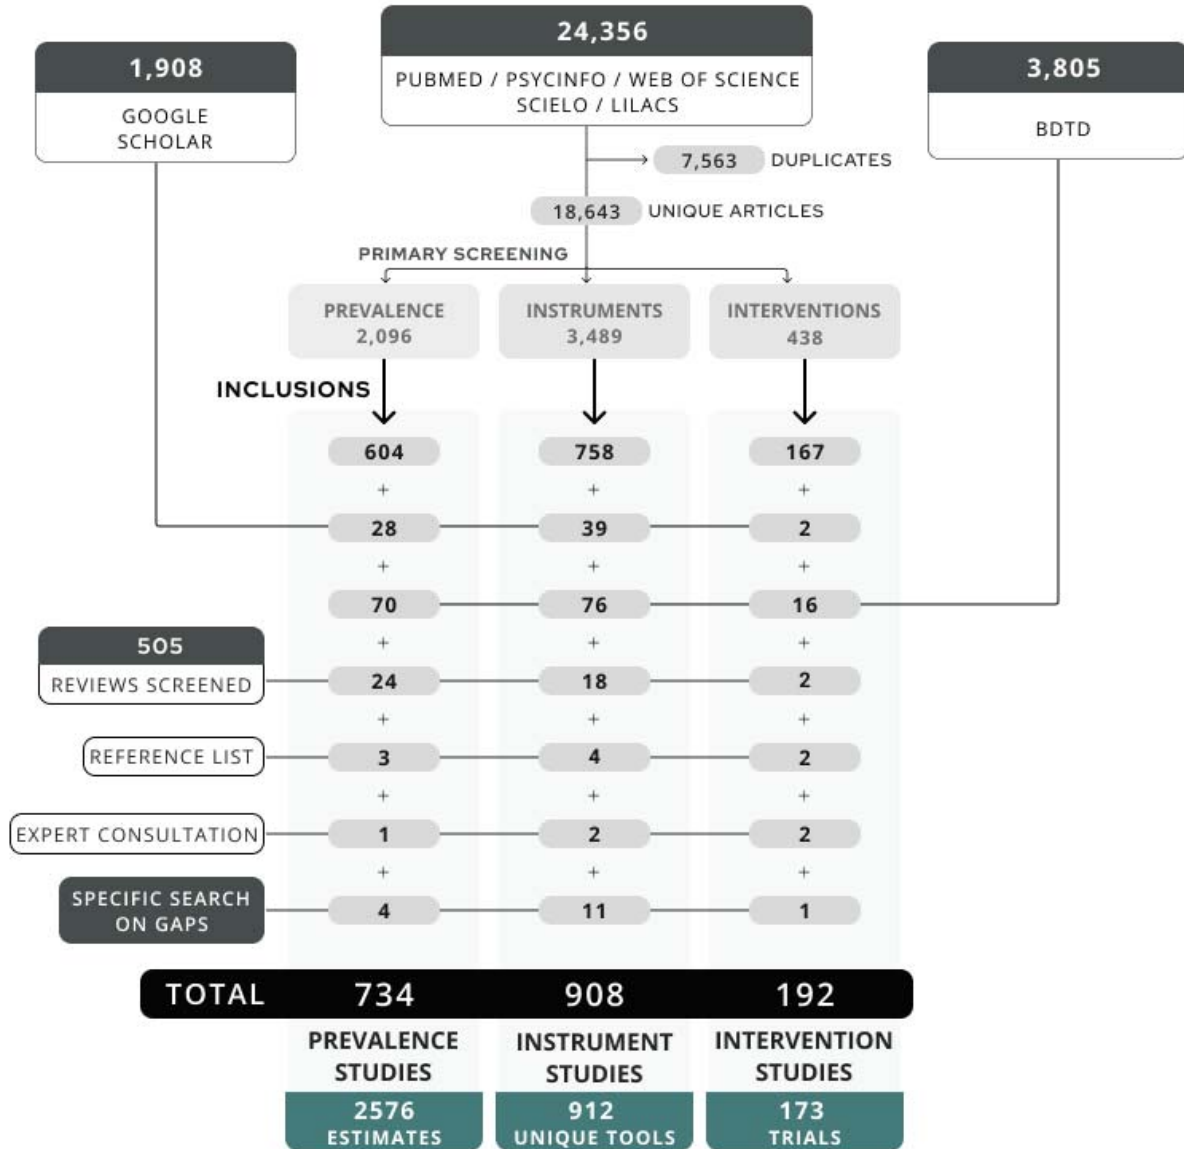 24,356
PUBMED / PSYCINFO / WEB OF SCIENCE
SCIELO / LILACS
1,908
GOOGLE
SCHOLAR
3,805
BDTD
7,563 DUPLICATES
18,643 UNIQUE ARTICLES
PRIMARY SCREENING
PREVALENCE
2,096
INSTRUMENTS
3,489
INTERVENTIONS
438
INCLUSIONS
604 758 167
+ + +
28 39 2
+ + +
70 76 16
+ + +
505
REVIEWS SCREENED
24 18 2
+ + +
REFERENCE LIST 3 4 2
+ + +
EXPERT CONSULTATION 1 2 2
+ + +
SPECIFIC SEARCH
ON GAPS
4 11 1
TOTAL 734 908 192
PREVALENCE
STUDIES
INSTRUMENT
STUDIES
INTERVENTION
STUDIES
2576
ESTIMATES
912
UNIQUE TOOLS
173
TRIALS